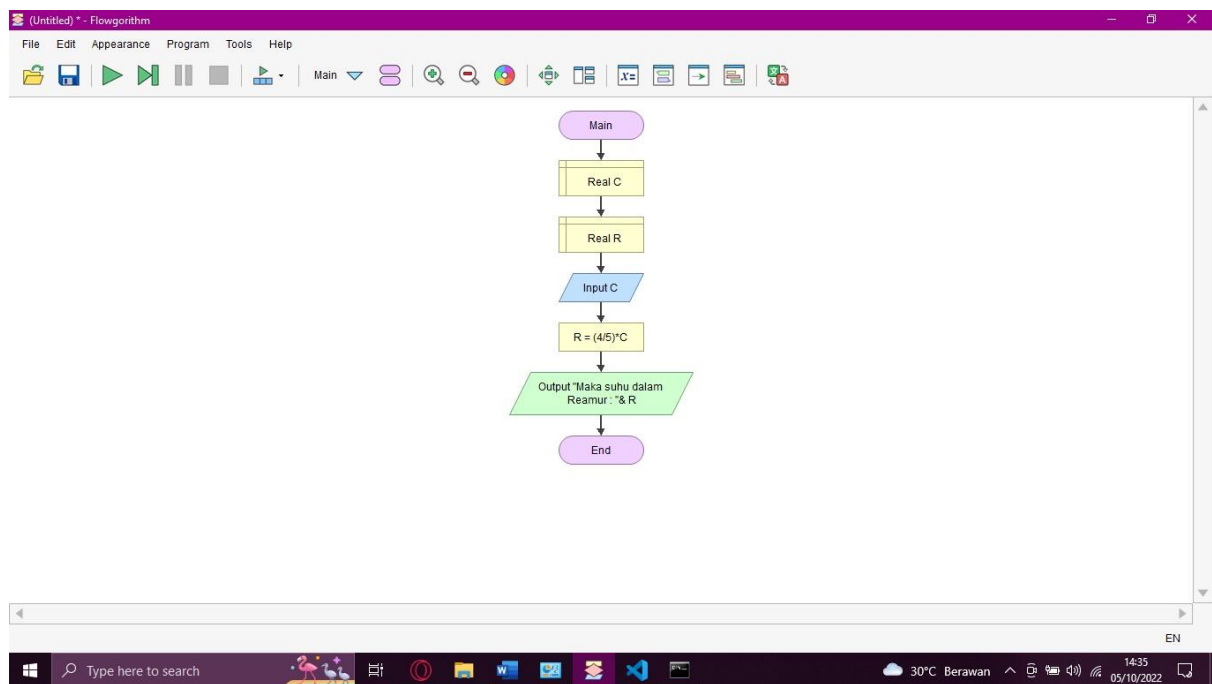 (Untitled) * - Flowgorithm
File Edit Appearance Program Tools Help
Main
x=
Main
Real C
Real R
Input C
R = (4/5)*C
Output "Maka suhu dalam
Reamur : "& R
End
EN
Type here to search
30°C Berawan
14:35
05/10/2022